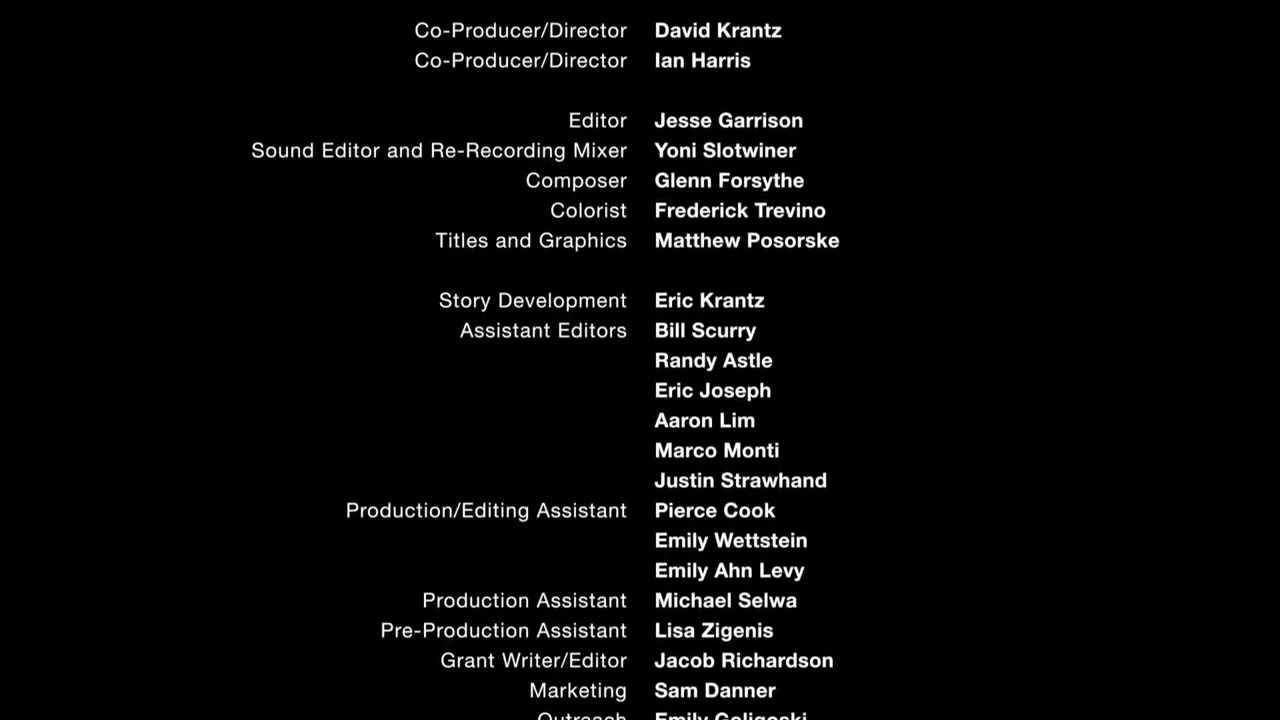 Co-Producer/Director David Krantz
Co-Producer/Director Ian Harris
Editor Jesse Garrison
Sound Editor and Re-Recording Mixer Yoni Slotwiner
Composer Glenn Forsythe
Colorist Frederick Trevino
Titles and Graphics Matthew Posorske
Story Development Eric Krantz
Assistant Editors Bill Scurry
Randy Astle
Eric Joseph
Aaron Lim
Marco Monti
Justin Strawhand
Production/Editing Assistant Pierce Cook
Emily Wettstein
Emily Ahn Levy
Production Assistant Michael Selwa
Pre-Production Assistant Lisa Zigenis
Grant Writer/Editor Jacob Richardson
Marketing Sam Danner
Outreach Emily Goligoski